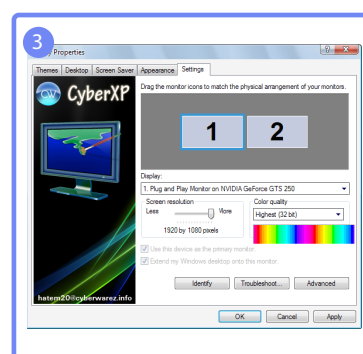 3
Properties
Themes Desktop Screen Saver Appearance Settings
CyberXP
Drag the monitor icons to match the physical arrangement of your monitors.
1 2
Display:
1. Plug and Play Monitor on NVIDIA GeForce GTS 250
Screen resolution
Less More
1920 by 1080 pixels
Color quality
Highest (32 bit)
Use this device as the primary monitor.
Extend my Windows desktop onto this monitor.
Identify Troubleshoot... Advanced
hatem20@cyberwarez.info
OK Cancel Apply